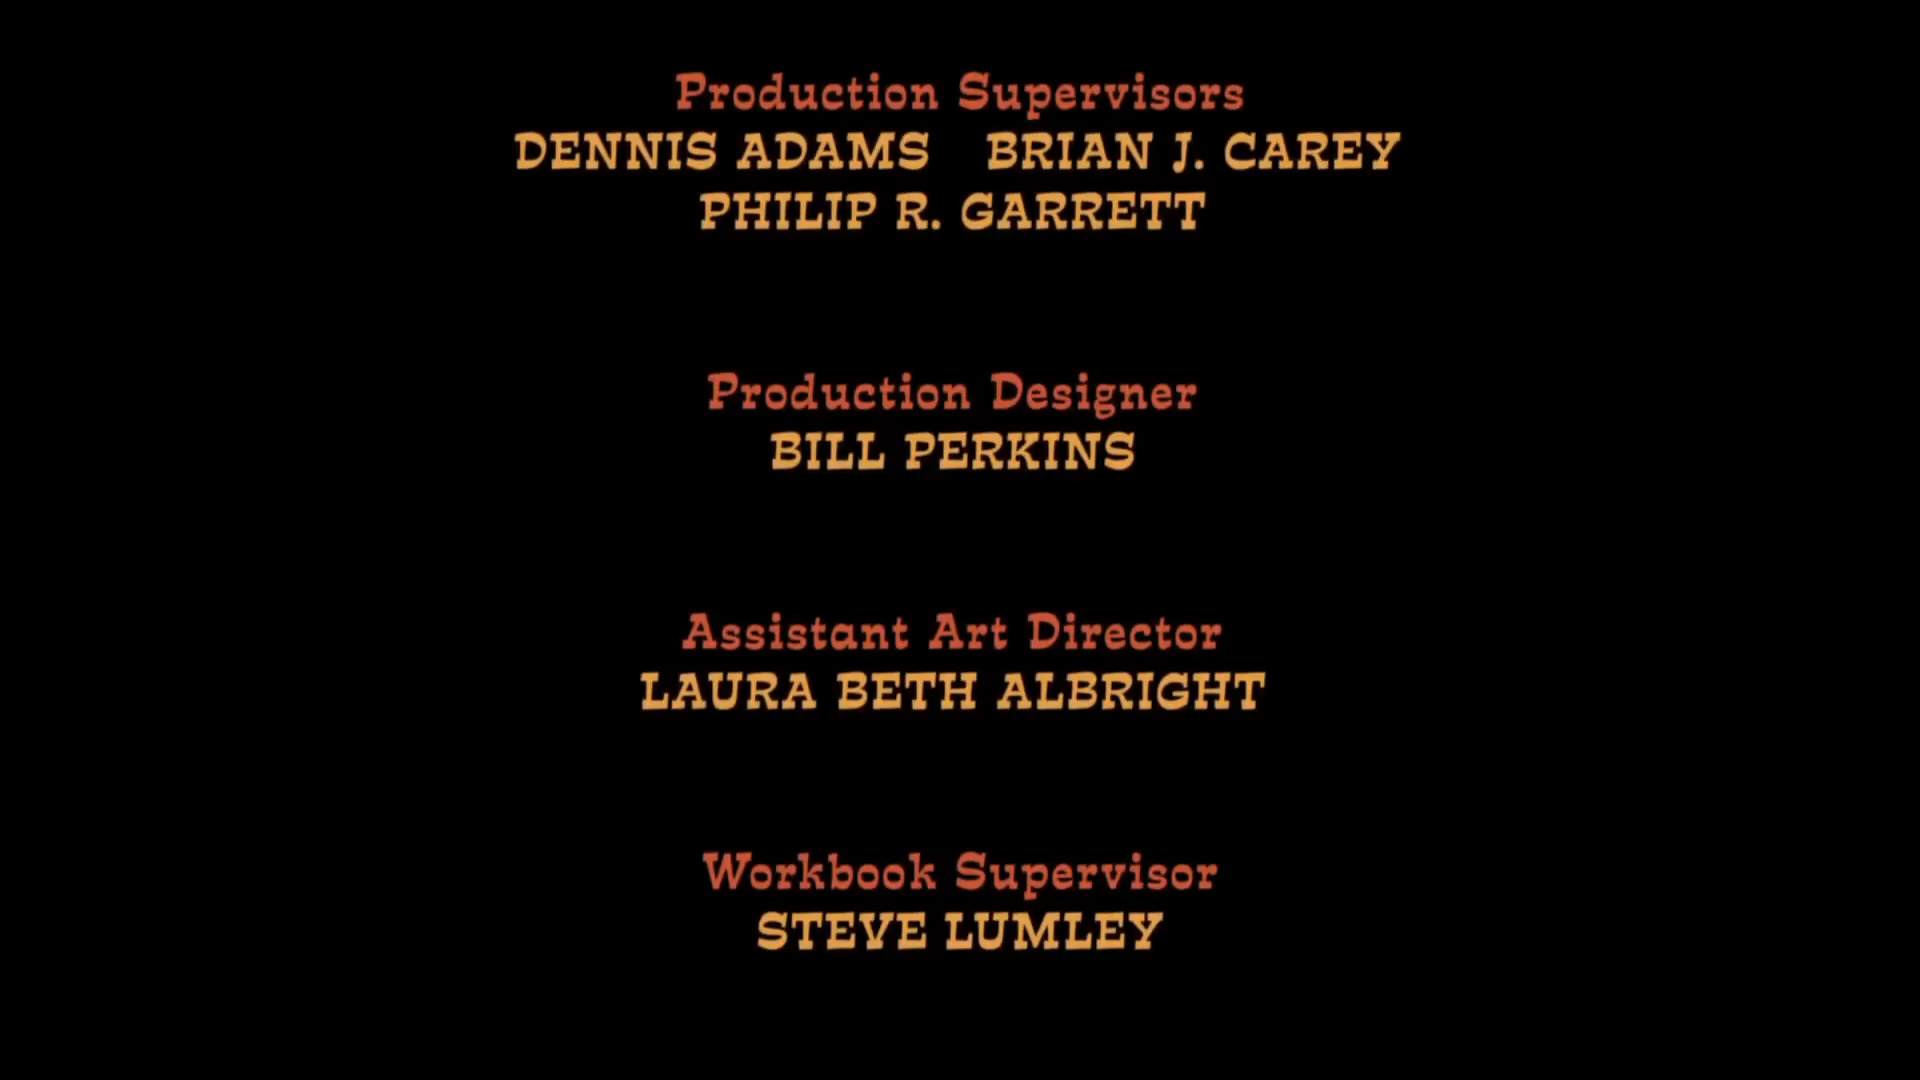 Production Supervisors
DENNIS ADAMS BRIAN J. CAREY
PHILIP R. GARRETT
Production Designer
BILL PERKINS
Assistant Art Director
LAURA BETH ALBRIGHT
Workbook Supervisor
STEVE LUMLEY